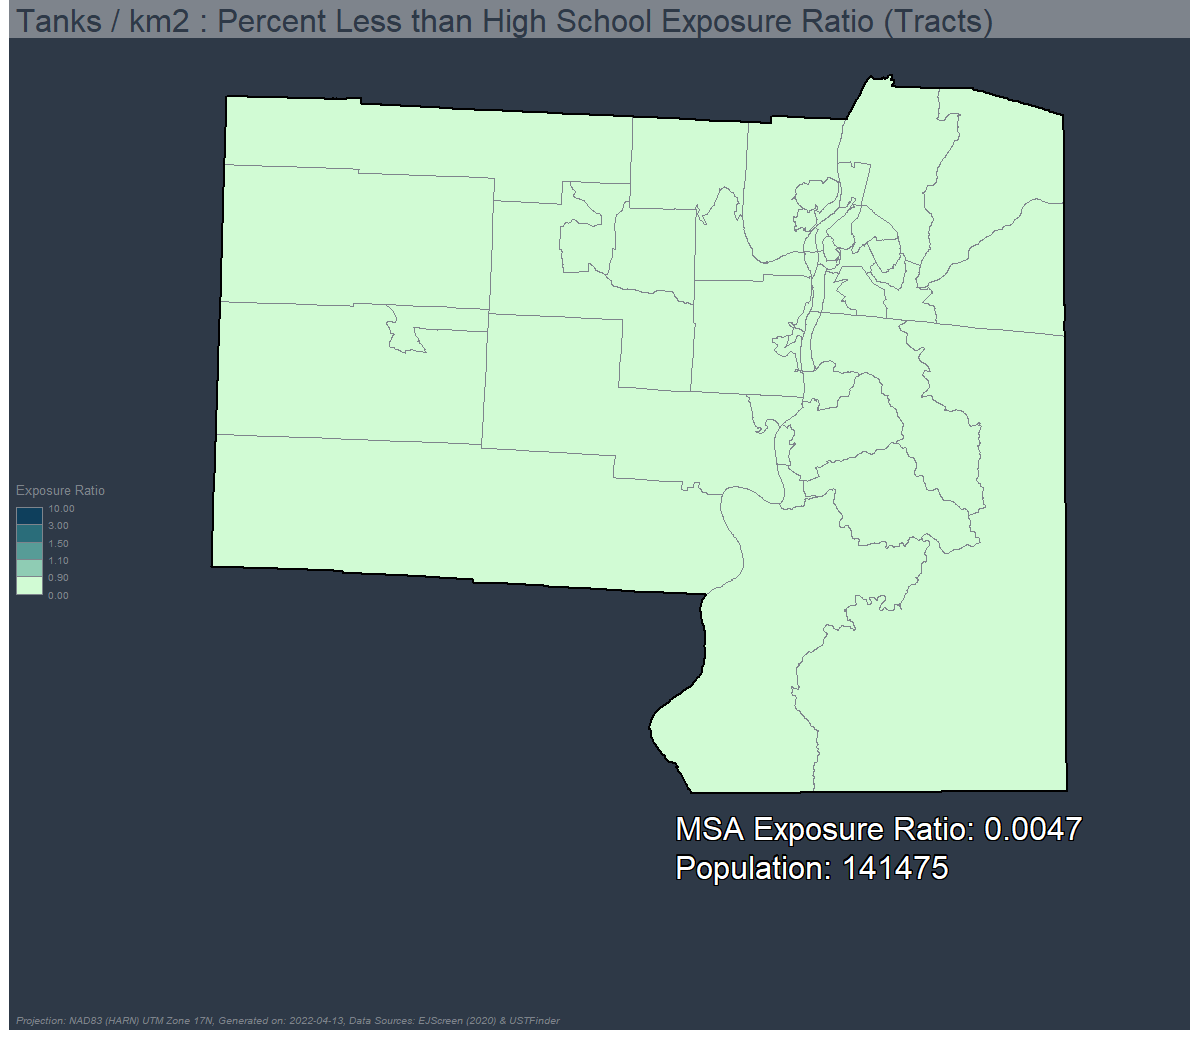 Tanks / km2 : Percent Less than High School Exposure Ratio (Tracts)
Exposure Ratio
10.00
3.00
1.50
1.10
0.90
0.00
MSA Exposure Ratio: 0.0047
Population: 141475
Projection: NAD83 (HARN) UTM Zone 17N, Generated on: 2022-04-13, Data Sources: EJScreen (2020) & USTFinder